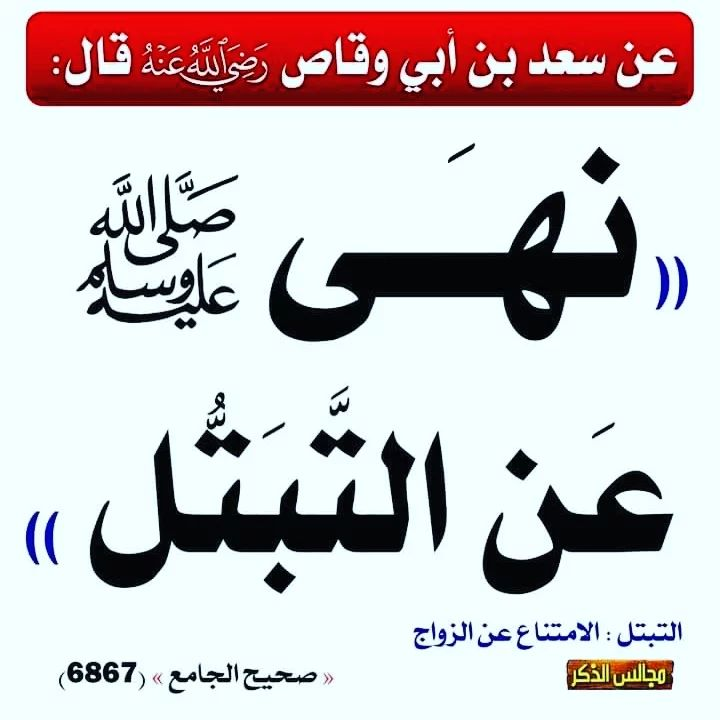 عن سعد بن أبي وقاص رَضِيَ اللَّهُ عَنْهُ قال:
(( نهَى صَلَّى اللَّه عَلَيْه وسلم
عَن التَّبَتُّل ))
التبتل : الامتناع عن الزواج
مجالس الذكر
« صحيح الجامع » (6867)